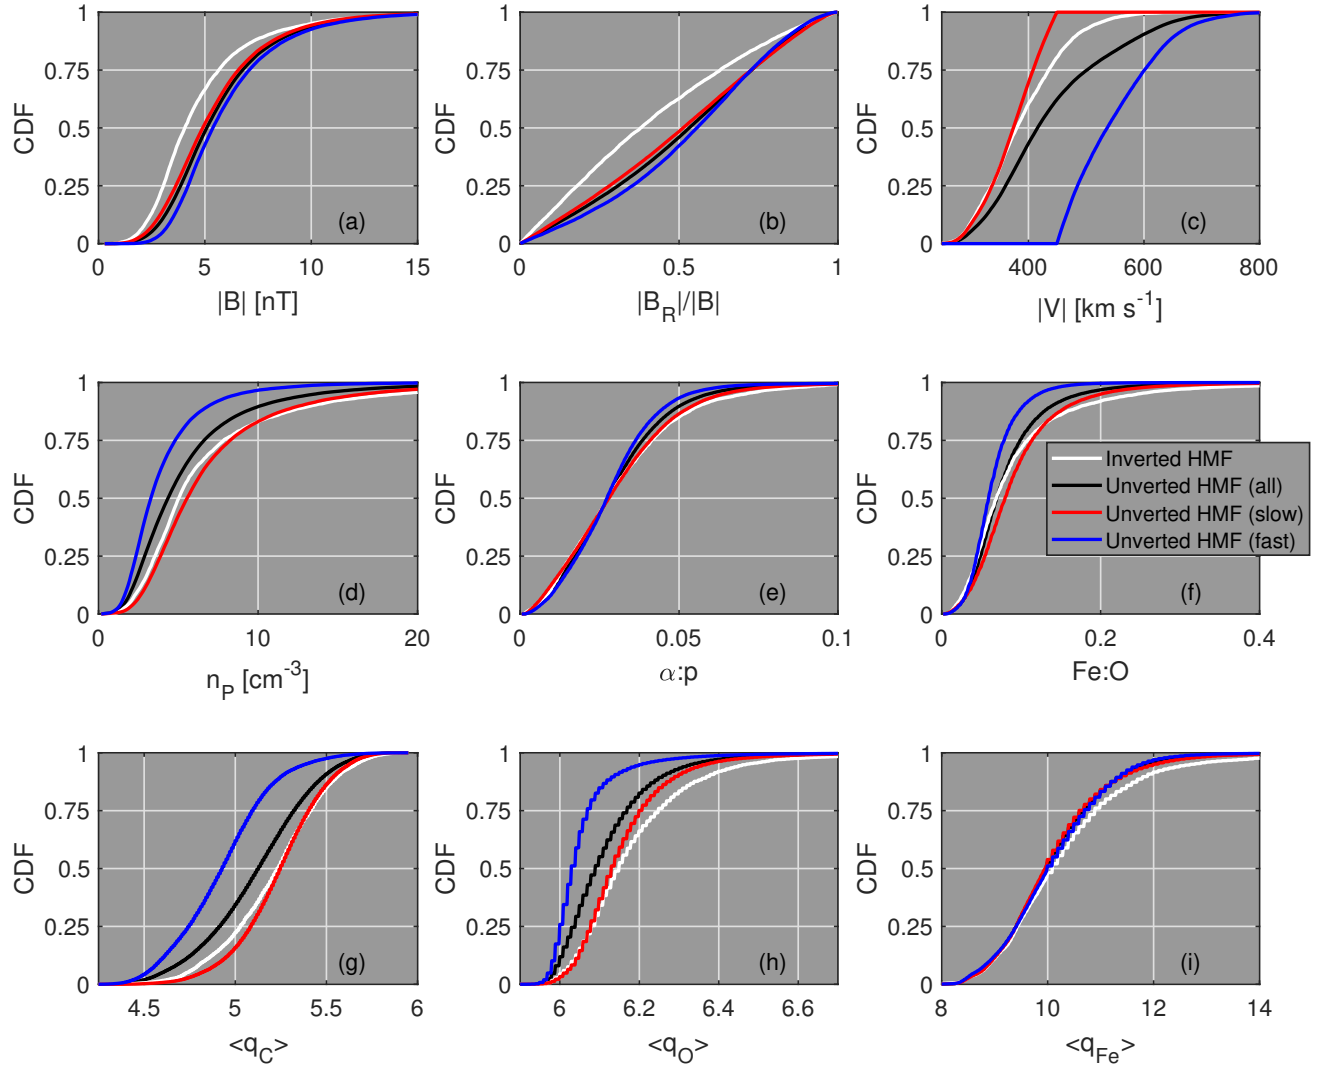 1
0.75
0.5
0.25
0
CDF
(a)
0
5
10
15
|B| [nT]
1
0.75
0.5
0.25
0
CDF
(b)
0
0.5
1
|B_R|/|B|
1
0.75
0.5
0.25
0
CDF
(c)
400
600
800
|V| [km s^-1]
1
0.75
0.5
0.25
0
CDF
(d)
0
10
20
n_P [cm^-3]
1
0.75
0.5
0.25
0
CDF
(e)
0
0.05
0.1
α:p
1
0.75
0.5
0.25
0
CDF
(f)
0
0.2
0.4
Fe:O
Inverted HMF
Unverted HMF (all)
Unverted HMF (slow)
Unverted HMF (fast)
1
0.75
0.5
0.25
0
CDF
(g)
4.5
5
5.5
6
<q_C>
1
0.75
0.5
0.25
0
CDF
(h)
6
6.2
6.4
6.6
<q_O>
1
0.75
0.5
0.25
0
CDF
(i)
8
10
12
14
<q_Fe>